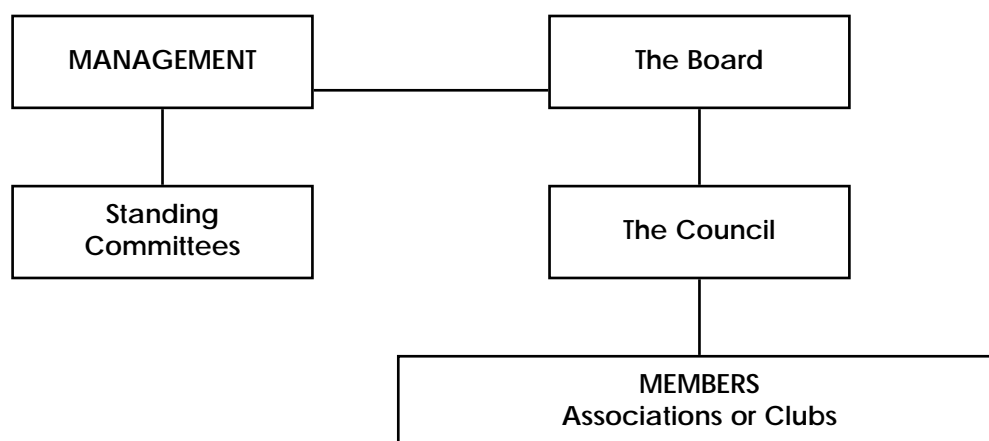 MANAGEMENT
The Board
Standing
Committees
The Council
MEMBERS
Associations or Clubs